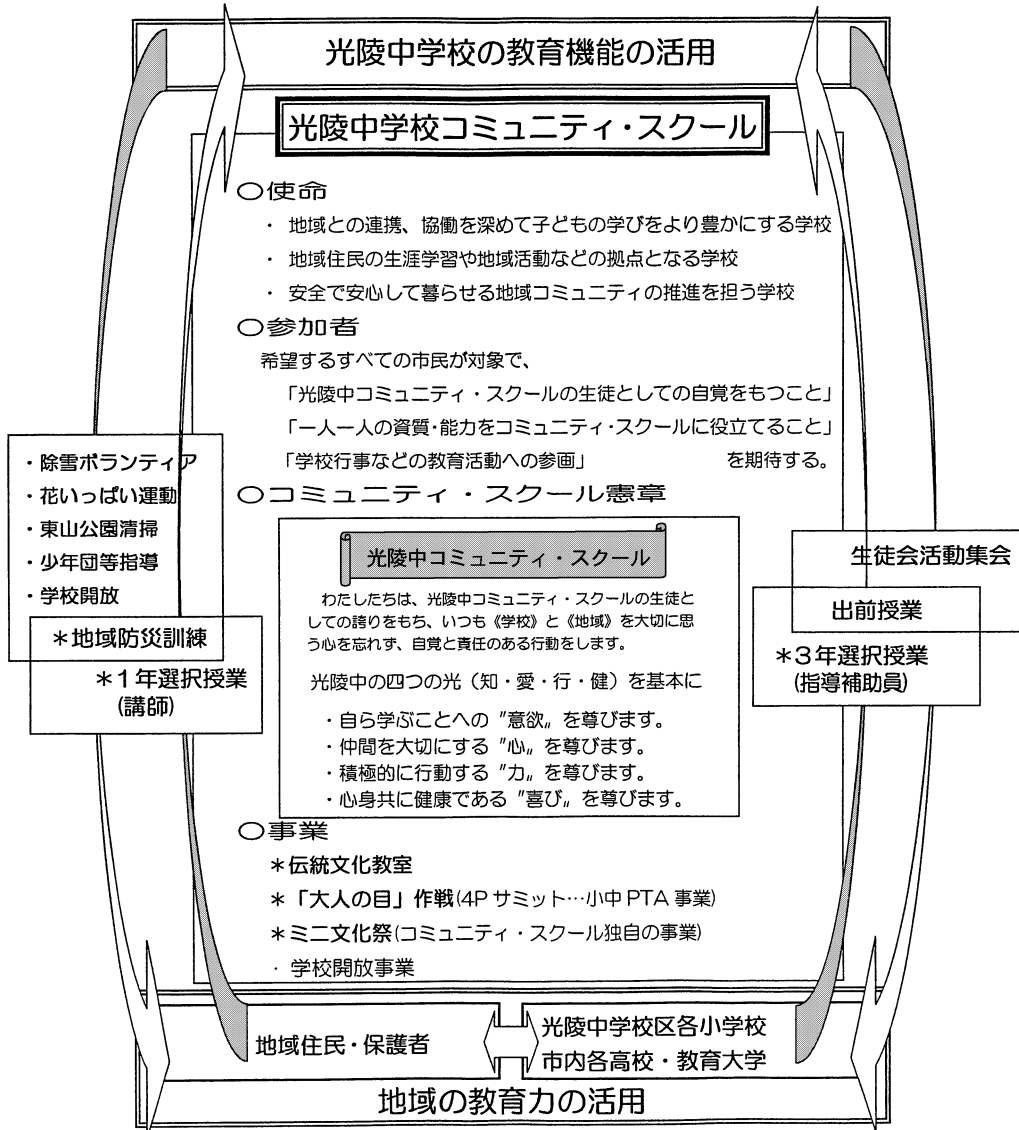 光陵中学校の教育機能の活用
光陵中学校コミュニティ・スクール
○使命
・ 地域との連携、協働を深めて子どもの学びをより豊かにする学校
・ 地域住民の生涯学習や地域活動などの拠点となる学校
・ 安全で安心して暮らせる地域コミュニティの推進を担う学校
○参加者
希望するすべての市民が対象で、
「光陵中コミュニティ・スクールの生徒としての自覚をもつこと」
「一人一人の資質・能力をコミュニティ・スクールに役立てること」
「学校行事などの教育活動への参画」 を期待する。
○コミュニティ・スクール憲章
光陵中コミュニティ・スクール
わたしたちは、光陵中コミュニティ・スクールの生徒と
しての誇りをもち、いつも《学校》と《地域》を大切に思
う心を忘れず、自覚と責任のある行動をします。
光陵中の四つの光（知・愛・行・健）を基本に
・自ら学ぶことへの〝意欲〟を尊びます。
・仲間を大切にする〝心〟を尊びます。
・積極的に行動する〝力〟を尊びます。
・心身共に健康である〝喜び〟を尊びます。
○事業
＊伝統文化教室
＊「大人の目」作戦(4P サミット…小中 PTA 事業)
＊ミニ文化祭(コミュニティ・スクール独自の事業)
・ 学校開放事業
・除雪ボランティア
・花いっぱい運動
・東山公園清掃
・少年団等指導
・学校開放
＊地域防災訓練
＊１年選択授業
(講師)
生徒会活動集会
出前授業
＊３年選択授業
(指導補助員)
地域住民・保護者
光陵中学校区各小学校
市内各高校・教育大学
地域の教育力の活用